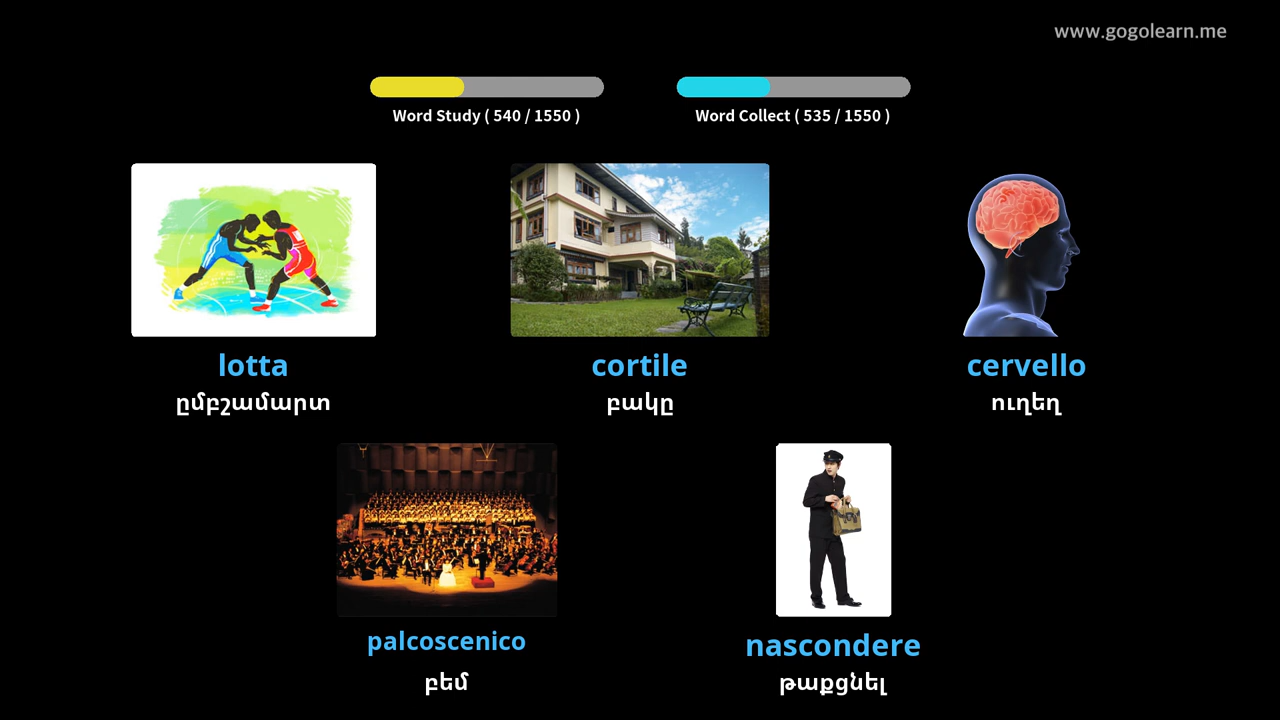 www.gogolearn.me
Word Study ( 540 / 1550 )
Word Collect ( 535 / 1550 )
lotta
ըմբշամարտ
cortile
բակը
cervello
ուղեղ
palcoscenico
բեմ
nascondere
թաքցնել